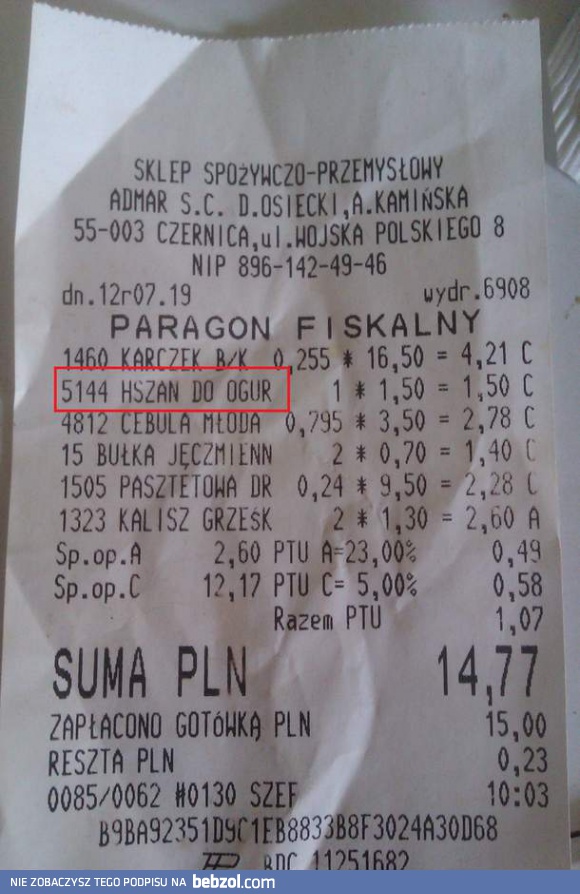 SKLEP SPOŻYWCZO-PRZEMYSŁOWY
ADMAR S.C. D.OSIECKI,A.KAMIŃSKA
55-003 CZERNICA,ul.WOJSKA POLSKIEGO 8
NIP 896-142-49-46
dn.12r07.19 wydr.6908
PARAGON FISKALNY
1460 KARCZEK B/K 0,255 * 16,50 = 4,21 C
5144 HSZAN DO OGUR 1 * 1,50 = 1,50 C
4812 CEBULA MŁODA 0,795 * 3,50 = 2,78 C
15 BUŁKA JĘCZMIENN 2 * 0,70 = 1,40 C
1505 PASZTETOWA DR 0,24 * 9,50 = 2,28 C
1323 KALISZ GRZEŚK 2 * 1,30 = 2,60 A
Sp.op.A 2,60 PTU A=23,00% 0,49
Sp.op.C 12,17 PTU C= 5,00% 0,58
Razem PTU 1,07
SUMA PLN 14,77
ZAPŁACONO GOTÓWKĄ PLN 15,00
RESZTA PLN 0,23
0085/0062 #0130 SZEF 10:03
B9BA92351D9C1EB8833B8F3024A30D68
BDC 11251682
NIE ZOBACZYSZ TEGO PODPISU NA bebzol.com